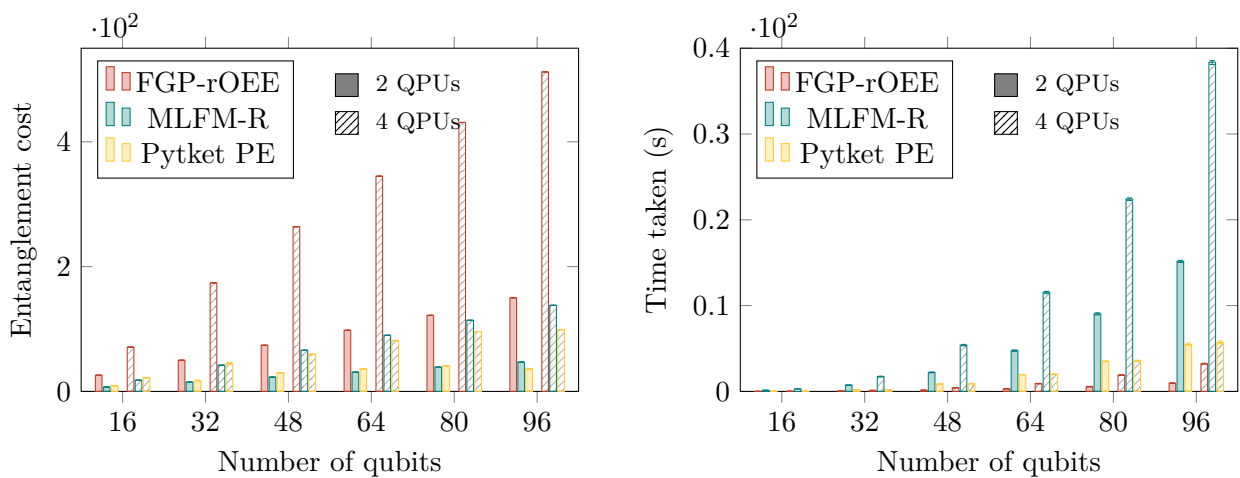 ·10²
Entanglement cost
4
2
0
FGP-rOEE
MLFM-R
Pytket PE
2 QPUs
4 QPUs
16 32 48 64 80 96
Number of qubits
·10²
Time taken (s)
0.4
0.3
0.2
0.1
0
FGP-rOEE
MLFM-R
Pytket PE
2 QPUs
4 QPUs
16 32 48 64 80 96
Number of qubits